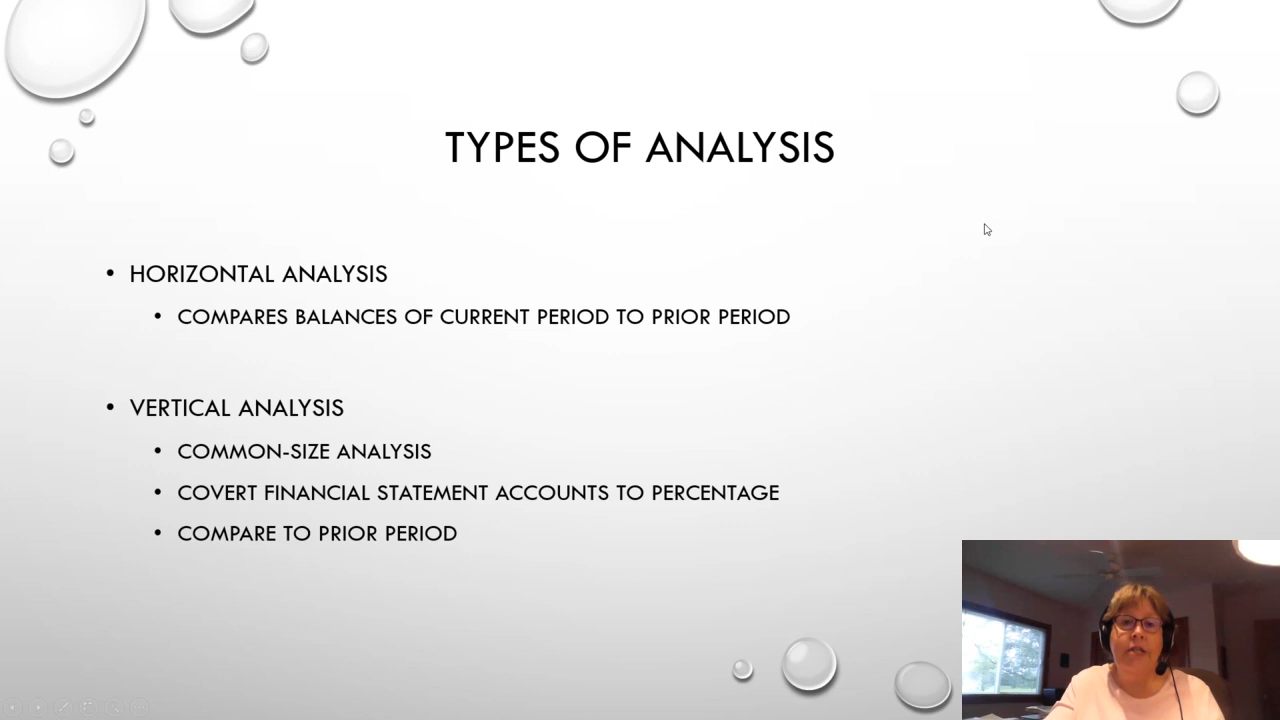 TYPES OF ANALYSIS
• HORIZONTAL ANALYSIS
• COMPARES BALANCES OF CURRENT PERIOD TO PRIOR PERIOD
• VERTICAL ANALYSIS
• COMMON-SIZE ANALYSIS
• COVERT FINANCIAL STATEMENT ACCOUNTS TO PERCENTAGE
• COMPARE TO PRIOR PERIOD